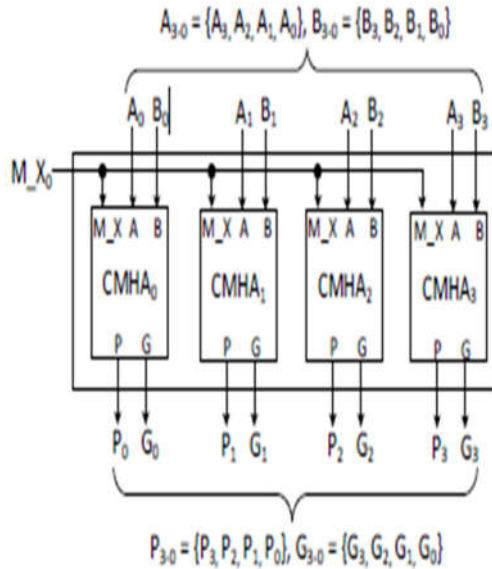 A₃₋₀ = {A₃, A₂, A₁, A₀}, B₃₋₀ = {B₃, B₂, B₁, B₀}
A₀ B₀ A₁ B₁ A₂ B₂ A₃ B₃
M_X₀
M_X A B M_X A B M_X A B M_X A B
CMHA₀ CMHA₁ CMHA₂ CMHA₃
P G P G P G P G
P₀ G₀ P₁ G₁ P₂ G₂ P₃ G₃
P₃₋₀ = {P₃, P₂, P₁, P₀}, G₃₋₀ = {G₃, G₂, G₁, G₀}